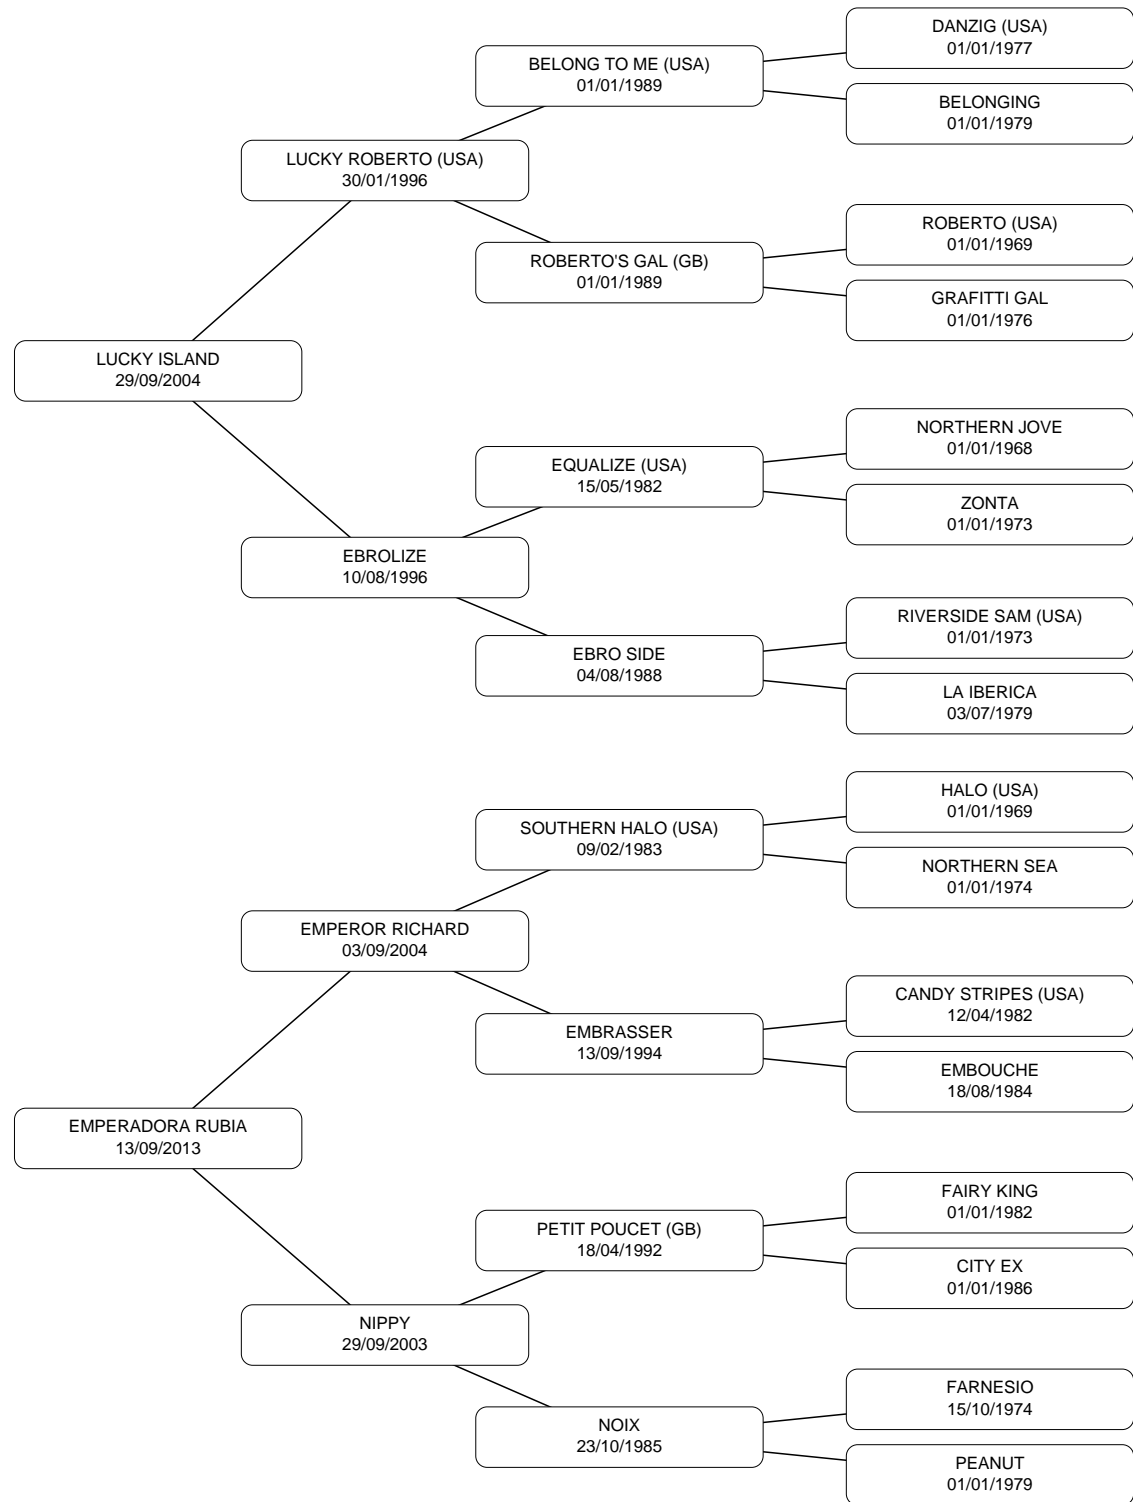 DANZIG (USA)
01/01/1977
BELONG TO ME (USA)
01/01/1989
BELONGING
01/01/1979
LUCKY ROBERTO (USA)
30/01/1996
ROBERTO (USA)
01/01/1969
ROBERTO'S GAL (GB)
01/01/1989
GRAFITTI GAL
01/01/1976
LUCKY ISLAND
29/09/2004
NORTHERN JOVE
01/01/1968
EQUALIZE (USA)
15/05/1982
ZONTA
01/01/1973
EBROLIZE
10/08/1996
RIVERSIDE SAM (USA)
01/01/1973
EBRO SIDE
04/08/1988
LA IBERICA
03/07/1979
HALO (USA)
01/01/1969
SOUTHERN HALO (USA)
09/02/1983
NORTHERN SEA
01/01/1974
EMPEROR RICHARD
03/09/2004
CANDY STRIPES (USA)
12/04/1982
EMBRASSER
13/09/1994
EMBOUCHE
18/08/1984
EMPERADORA RUBIA
13/09/2013
FAIRY KING
01/01/1982
PETIT POUCET (GB)
18/04/1992
CITY EX
01/01/1986
NIPPY
29/09/2003
FARNESIO
15/10/1974
NOIX
23/10/1985
PEANUT
01/01/1979